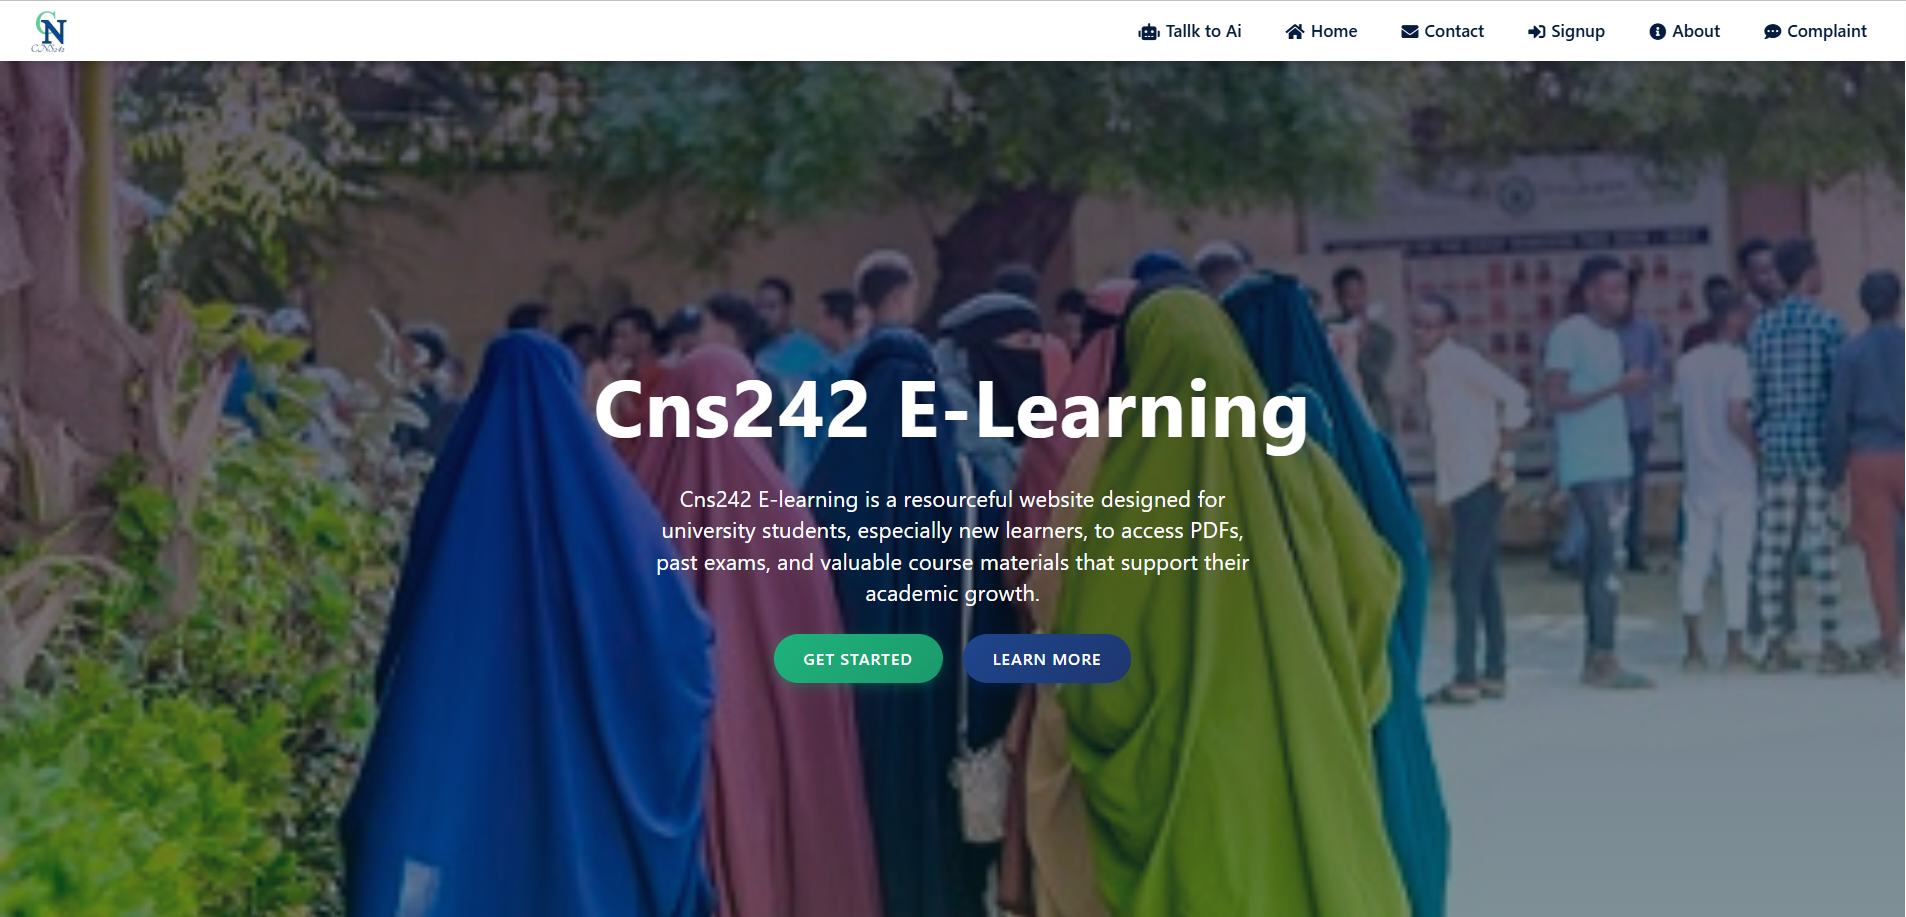 CN
CNS242
Tallk to Ai
Home
Contact
Signup
About
Complaint
Cns242 E-Learning
Cns242 E-learning is a resourceful website designed for
university students, especially new learners, to access PDFs,
past exams, and valuable course materials that support their
academic growth.
GET STARTED
LEARN MORE